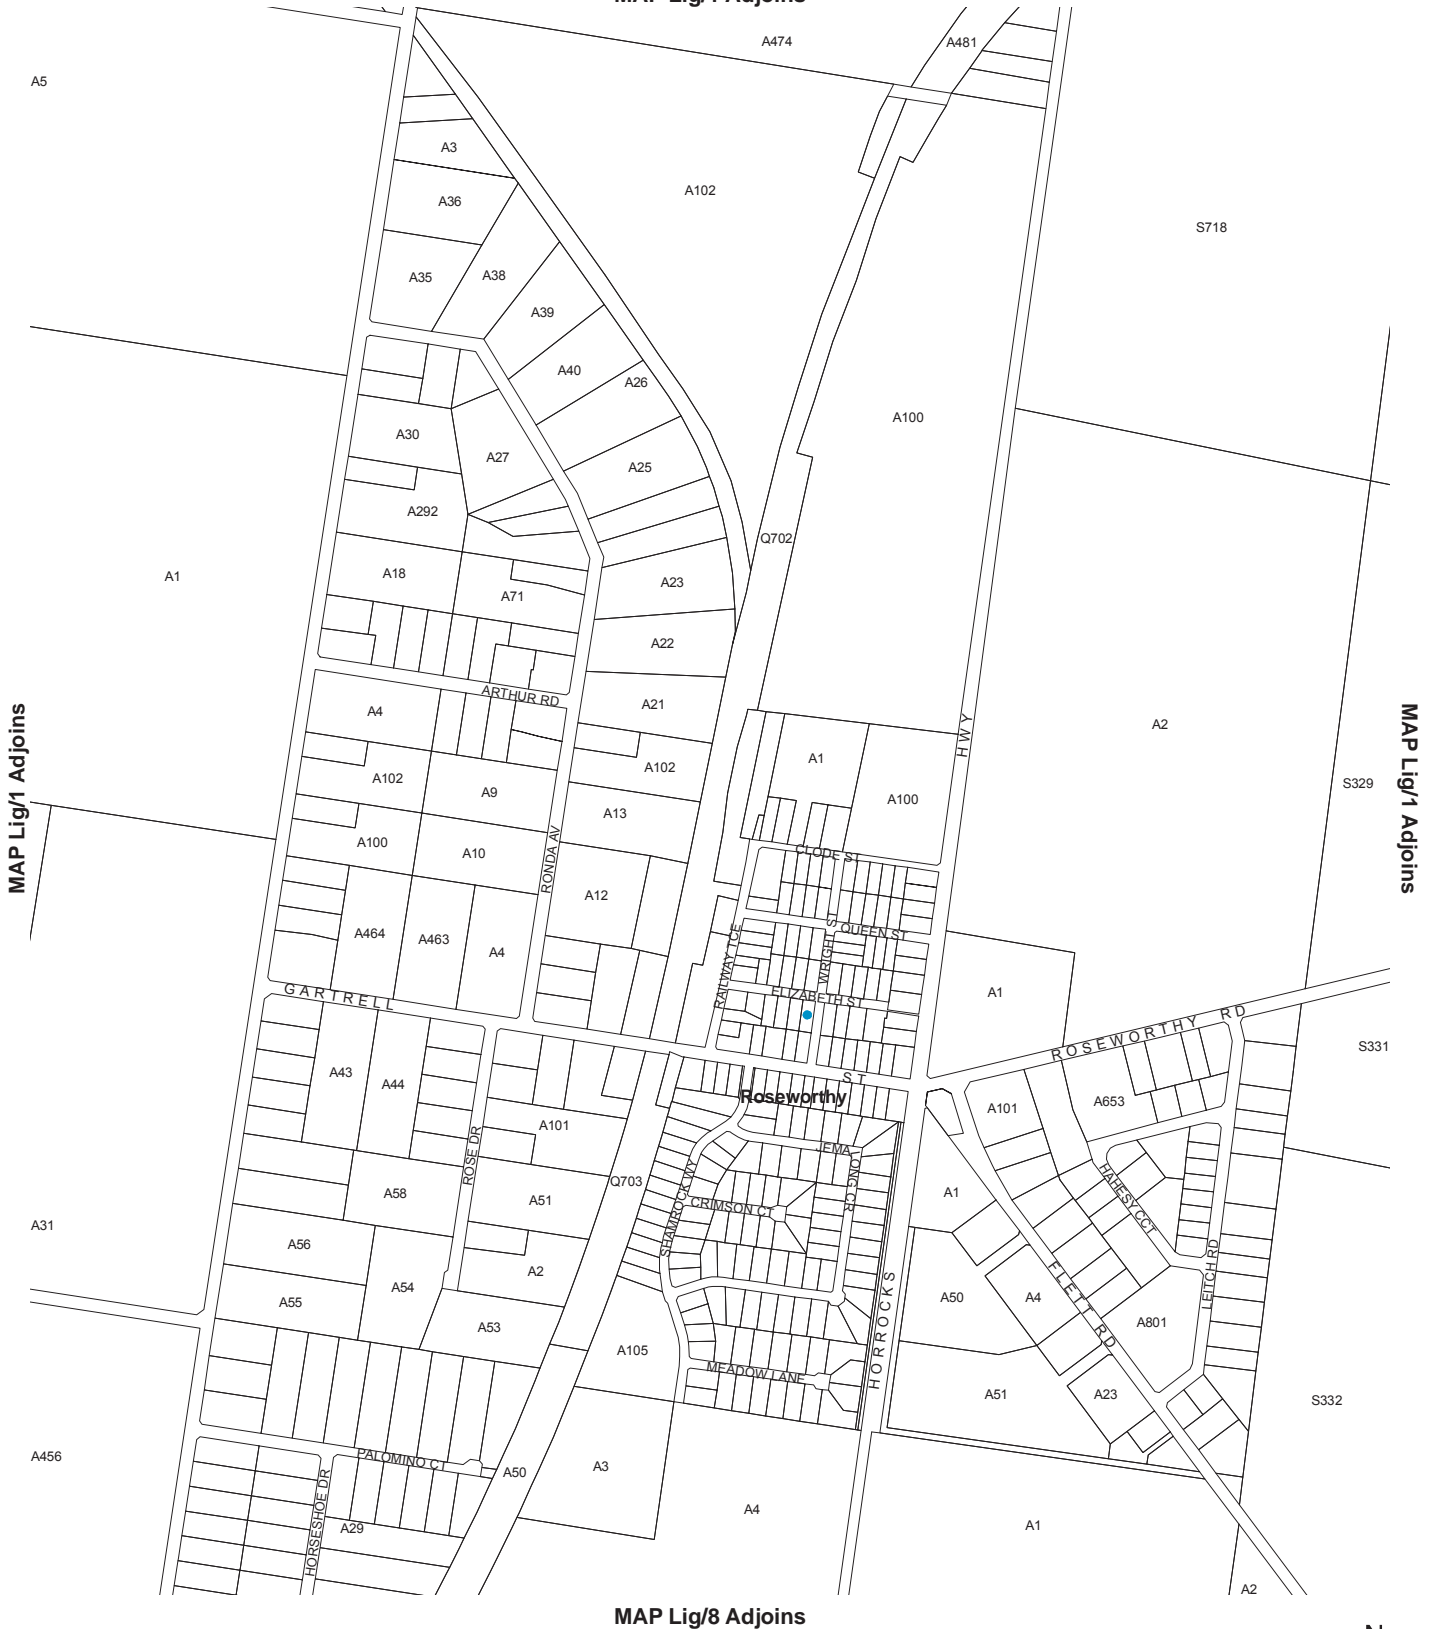 MAP Lig/1 Adjoins
A474
A481
A5
A3
A102
A36
S718
A35
A38
A39
A40
A26
A100
A30
A27
A25
A292
Q702
A18
A1
A71
A23
A22
ARTHUR RD
A21
A4
HWY
A2
MAP Lig/1 Adjoins
MAP Lig/1 Adjoins
A1
A102
A102
A9
S329
A100
A13
A100
A10
CLODE ST
RONDA AV
A12
A464
A463
A4
QUEEN ST
WRIGH ST
RAILWAY TCE
ELIZABETH ST
A1
GARTRELL
ROSEWORTHY RD
S331
A43
A44
ST
Roseworthy
A101
A653
A101
ROSE DR
JEMA
LONG CR
HAHESY CCT
A58
A51
Q703
SHAMROCK WY
CRIMSON CT
A1
A31
A56
A2
A54
A55
A53
A50
A4
FLETT RD
LEITCH RD
A801
HORROCKS
A105
MEADOW LANE
A51
A23
S332
A456
PALOMINO CT
HORSESHOE DR
A50
A3
A4
A29
A1
A2
MAP Lig/8 Adjoins